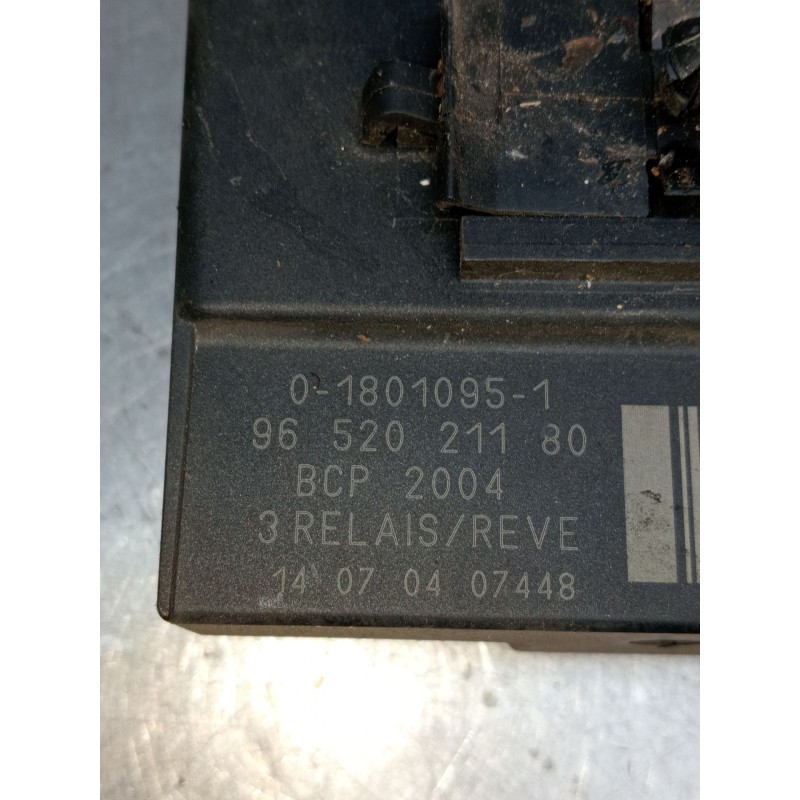 0-1801095-1
96 520 211 80
BCP 2004
3 RELAIS/REVE
14 07 04 07448